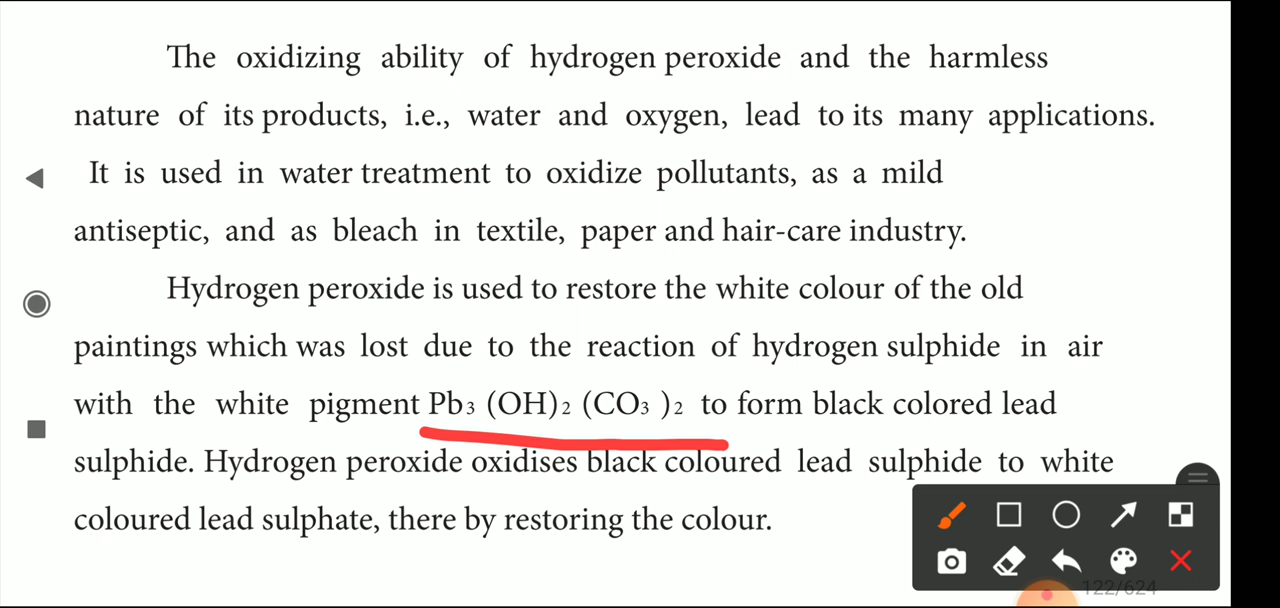 The oxidizing ability of hydrogen peroxide and the harmless
nature of its products, i.e., water and oxygen, lead to its many applications.
It is used in water treatment to oxidize pollutants, as a mild
antiseptic, and as bleach in textile, paper and hair-care industry.
Hydrogen peroxide is used to restore the white colour of the old
paintings which was lost due to the reaction of hydrogen sulphide in air
with the white pigment Pb₃ (OH)₂ (CO₃ )₂ to form black colored lead
sulphide. Hydrogen peroxide oxidises black coloured lead sulphide to white
coloured lead sulphate, there by restoring the colour.
122/624